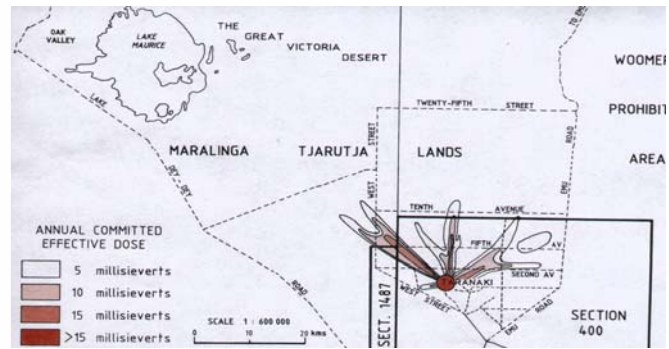 OAK
VALLEY
LAKE
MAURICE
THE
GREAT
VICTORIA
DESERT
TO EMU
WOOMER
PROHIBIT
AREA
TWENTY-FIFTH STREET
WEST STREET
EMU ROAD
LAKE DEY-DEY ROAD
MARALINGA TJARUTJA LANDS
TENTH AVENUE
FIFTH AV
SECOND AV
TARANAKI
WEST STREET
EMU ROAD
SECT. 1487
SECTION
400
ANNUAL COMMITTED
EFFECTIVE DOSE
5 millisieverts
10 millisieverts
15 millisieverts
>15 millisieverts
SCALE 1 : 600 000
0 10 20 kms